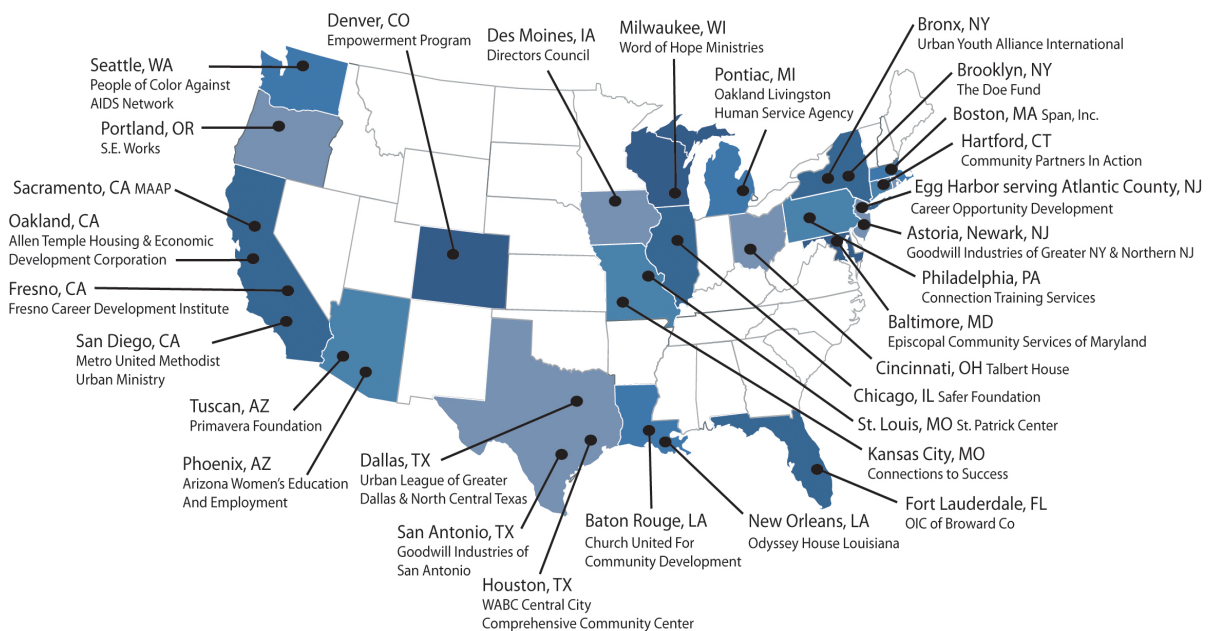 Denver, CO
Empowerment Program
Des Moines, IA
Directors Council
Milwaukee, WI
Word of Hope Ministries
Pontiac, MI
Oakland Livingston
Human Service Agency
Bronx, NY
Urban Youth Alliance International
Brooklyn, NY
The Doe Fund
Boston, MA Span, Inc.
Hartford, CT
Community Partners In Action
Egg Harbor serving Atlantic County, NJ
Career Opportunity Development
Astoria, Newark, NJ
Goodwill Industries of Greater NY & Northern NJ
Philadelphia, PA
Connection Training Services
Baltimore, MD
Episcopal Community Services of Maryland
Cincinnati, OH Talbert House
Chicago, IL Safer Foundation
St. Louis, MO St. Patrick Center
Kansas City, MO
Connections to Success
Fort Lauderdale, FL
OIC of Broward Co
New Orleans, LA
Odyssey House Louisiana
Baton Rouge, LA
Church United For
Community Development
Houston, TX
WABC Central City
Comprehensive Community Center
San Antonio, TX
Goodwill Industries of
San Antonio
Dallas, TX
Urban League of Greater
Dallas & North Central Texas
Phoenix, AZ
Arizona Women's Education
And Employment
Tuscan, AZ
Primavera Foundation
San Diego, CA
Metro United Methodist
Urban Ministry
Fresno, CA
Fresno Career Development Institute
Oakland, CA
Allen Temple Housing & Economic
Development Corporation
Sacramento, CA MAAP
Portland, OR
S.E. Works
Seattle, WA
People of Color Against
AIDS Network